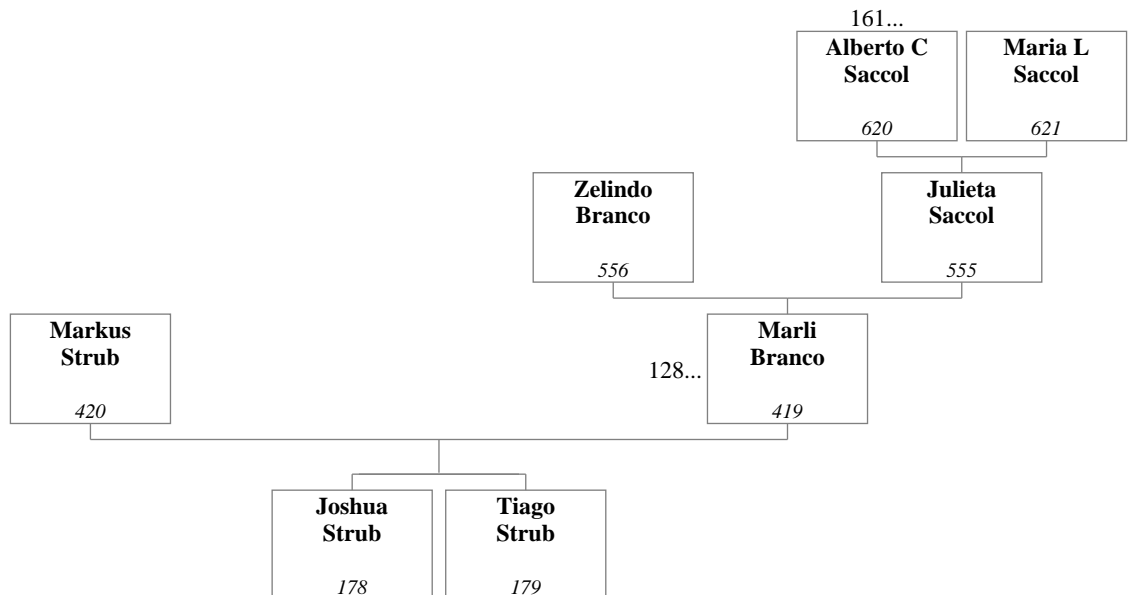 161...
Alberto C
Saccol
620
Maria L
Saccol
621
Zelindo
Branco
556
Julieta
Saccol
555
Markus
Strub
420
128...
Marli
Branco
419
Joshua
Strub
178
Tiago
Strub
179